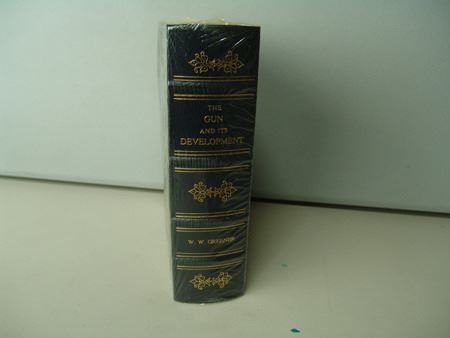 THE
GUN
AND ITS
DEVELOPMENT
W. W. GREENER